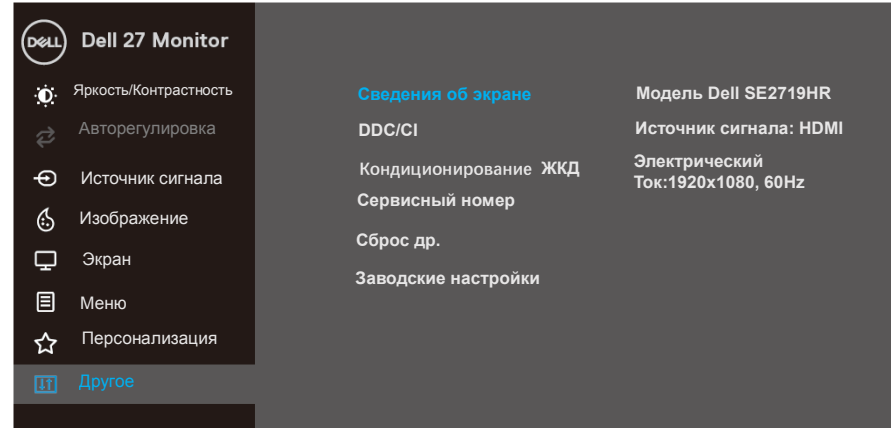 DELL
Dell 27 Monitor
Яркость/Контрастность
Авторегулировка
Источник сигнала
Изображение
Экран
Меню
Персонализация
Другое
Сведения об экране
DDC/CI
Кондиционирование ЖКД
Сервисный номер
Сброс др.
Заводские настройки
Модель Dell SE2719HR
Источник сигнала: HDMI
Электрический
Ток:1920x1080, 60Hz